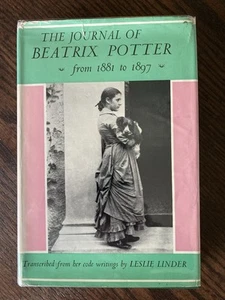 THE JOURNAL OF
BEATRIX POTTER
from 1881 to 1897
Transcribed from her code writings by LESLIE LINDER